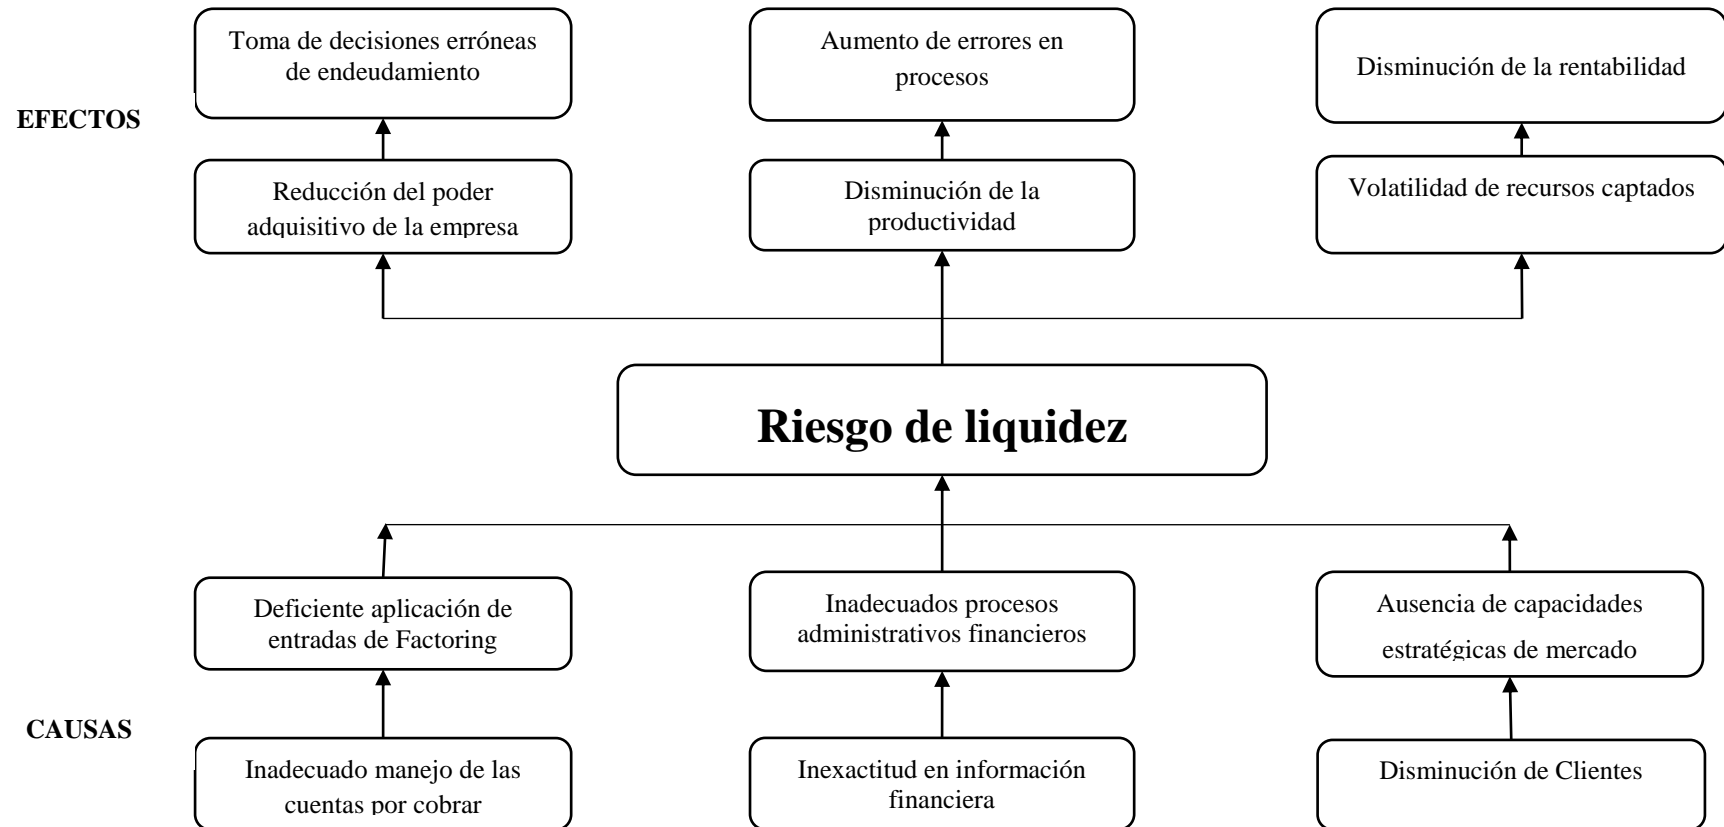 Toma de decisiones erróneas
de endeudamiento
Aumento de errores en
procesos
Disminución de la rentabilidad
EFECTOS
Reducción del poder
adquisitivo de la empresa
Disminución de la
productividad
Volatilidad de recursos captados
Riesgo de liquidez
Deficiente aplicación de
entradas de Factoring
Inadecuados procesos
administrativos financieros
Ausencia de capacidades
estratégicas de mercado
CAUSAS
Inadecuado manejo de las
cuentas por cobrar
Inexactitud en información
financiera
Disminución de Clientes